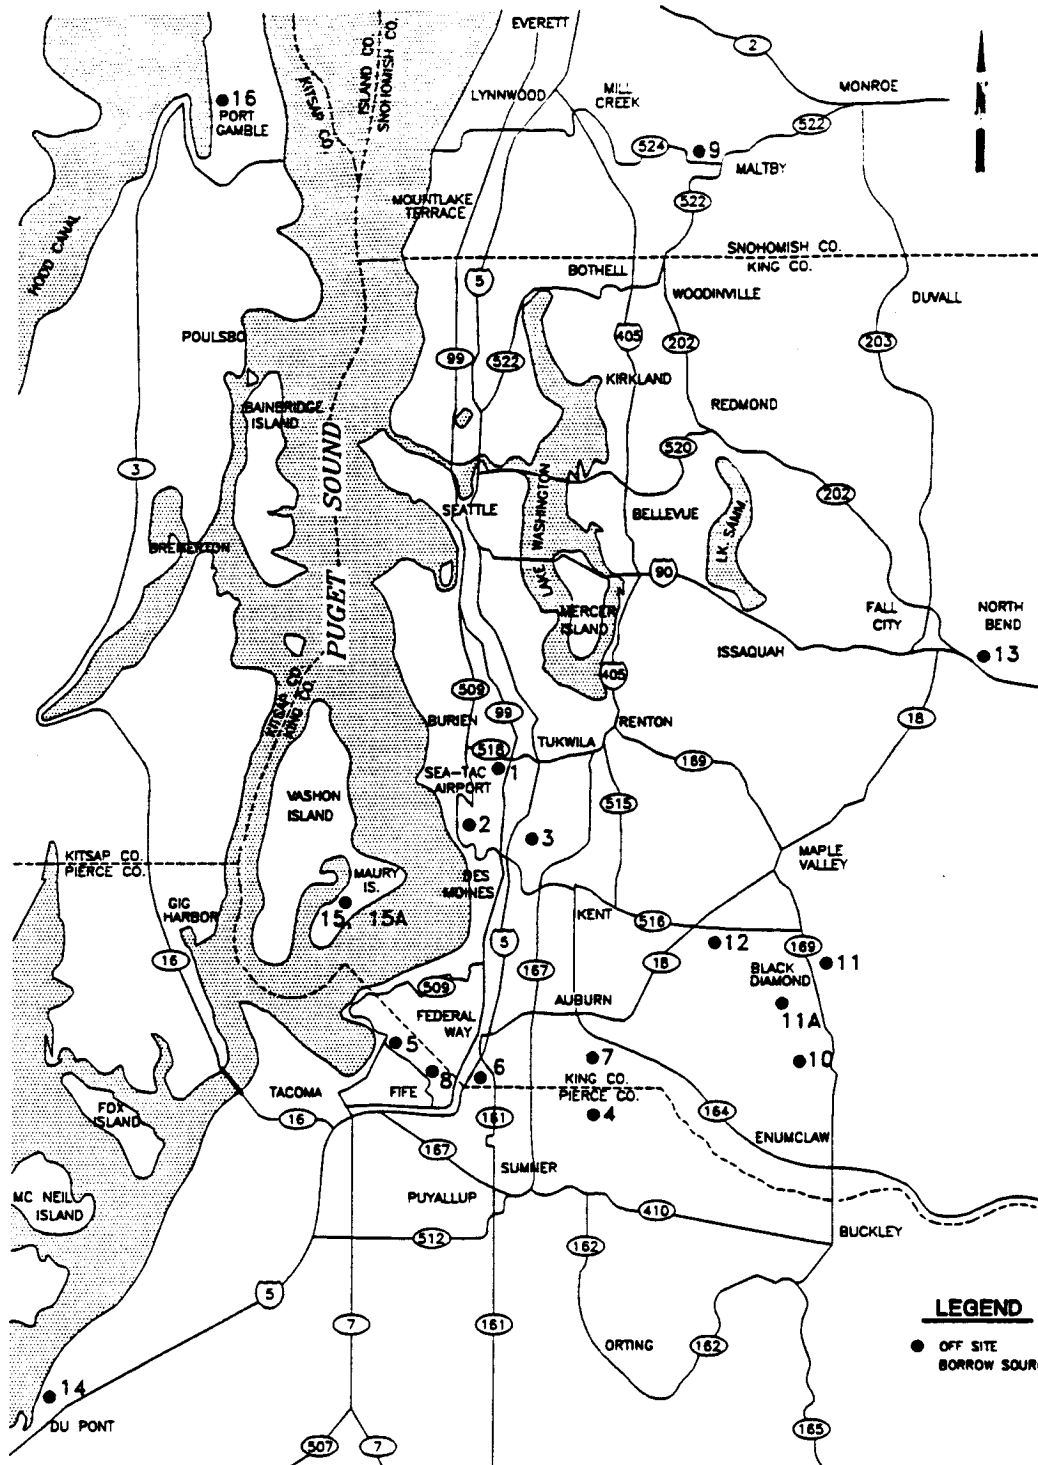 EVERETT
2
MONROE
LYNNWOOD
MILL
CREEK
16
PORT
GAMBLE
KITSAP CO.
ISLAND CO.
SNOHOMISH CO.
522
524
9
MALTBY
522
N
MOUNTLAKE
TERRACE
HOOD CANAL
SNOHOMISH CO.
KING CO.
BOTHELL
5
WOODINVILLE
DUVALL
POULSBO
99
522
405
202
203
KIRKLAND
REDMOND
BAINBRIDGE
ISLAND
PUGET SOUND
3
520
202
SEATTLE
LAKE WASHINGTON
BELLEVUE
LK. SAMM.
BREMERTON
90
MERCER
ISLAND
FALL
CITY
NORTH
BEND
13
ISSAQUAH
405
KITSAP CO.
KING CO.
509
99
BURIEN
RENTON
18
518
TUKWILA
169
SEA-TAC
AIRPORT
1
VASHON
ISLAND
515
2
3
KITSAP CO.
PIERCE CO.
MAPLE
VALLEY
MAURY
IS.
DES
MOINES
GIG
HARBOR
15, 15A
KENT
516
12
169
11
16
5
167
18
BLACK
DIAMOND
509
AUBURN
11A
FEDERAL
WAY
5
8
6
7
10
KING CO.
PIERCE CO.
TACOMA
FIFE
4
FOX
ISLAND
16
161
164
ENUMCLAW
167
SUMNER
MC NEIL
ISLAND
PUYALLUP
410
BUCKLEY
512
162
5
7
161
ORTING
162
LEGEND
OFF SITE
BORROW SOUR
14
DU PONT
507
7
165